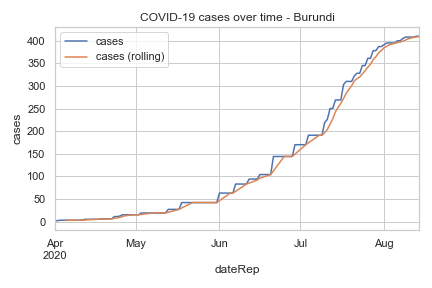 COVID-19 cases over time - Burundi
cases
cases (rolling)
400
350
300
250
200
150
100
50
0
cases
Apr
2020
May
Jun
Jul
Aug
dateRep